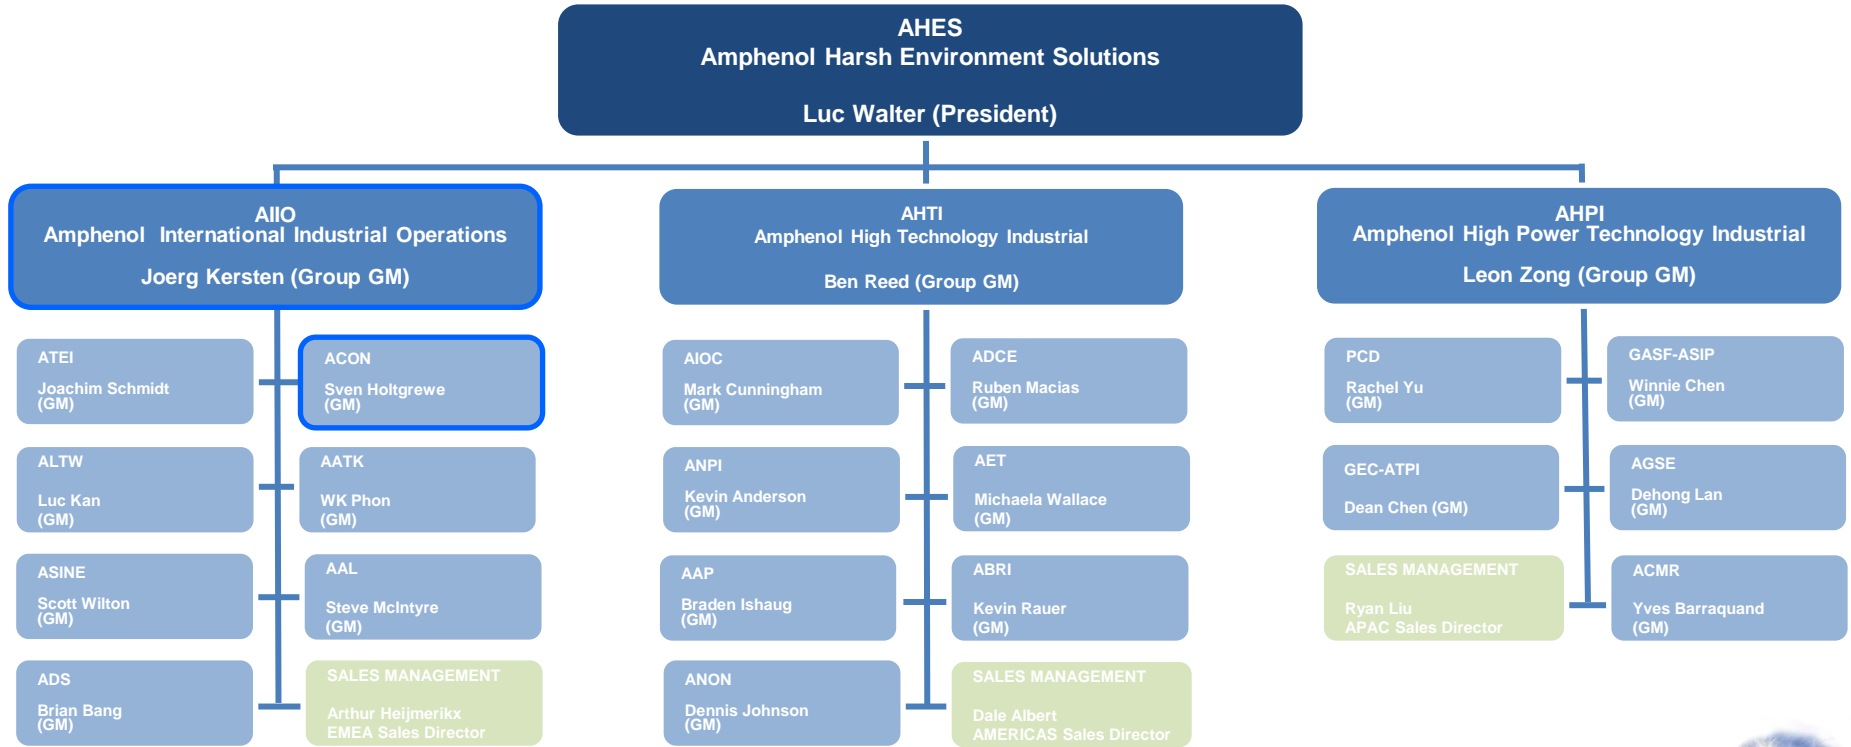 AHES
Amphenol Harsh Environment Solutions
Luc Walter (President)
AIIO
Amphenol International Industrial Operations
Joerg Kersten (Group GM)
AHTI
Amphenol High Technology Industrial
Ben Reed (Group GM)
AHPI
Amphenol High Power Technology Industrial
Leon Zong (Group GM)
ATEI
Joachim Schmidt
(GM)
ACON
Sven Holtgrewe
(GM)
ALTW
Luc Kan
(GM)
AATK
WK Phon
(GM)
ASINE
Scott Wilton
(GM)
AAL
Steve McIntyre
(GM)
ADS
Brian Bang
(GM)
SALES MANAGEMENT
Arthur Heijmerikx
EMEA Sales Director
AIOC
Mark Cunningham
(GM)
ADCE
Ruben Macias
(GM)
ANPI
Kevin Anderson
(GM)
AET
Michaela Wallace
(GM)
AAP
Braden Ishaug
(GM)
ABRI
Kevin Rauer
(GM)
ANON
Dennis Johnson
(GM)
SALES MANAGEMENT
Dale Albert
AMERICAS Sales Director
PCD
Rachel Yu
(GM)
GASF-ASIP
Winnie Chen
(GM)
GEC-ATPI
Dean Chen (GM)
AGSE
Dehong Lan
(GM)
SALES MANAGEMENT
Ryan Liu
APAC Sales Director
ACMR
Yves Barraquand
(GM)